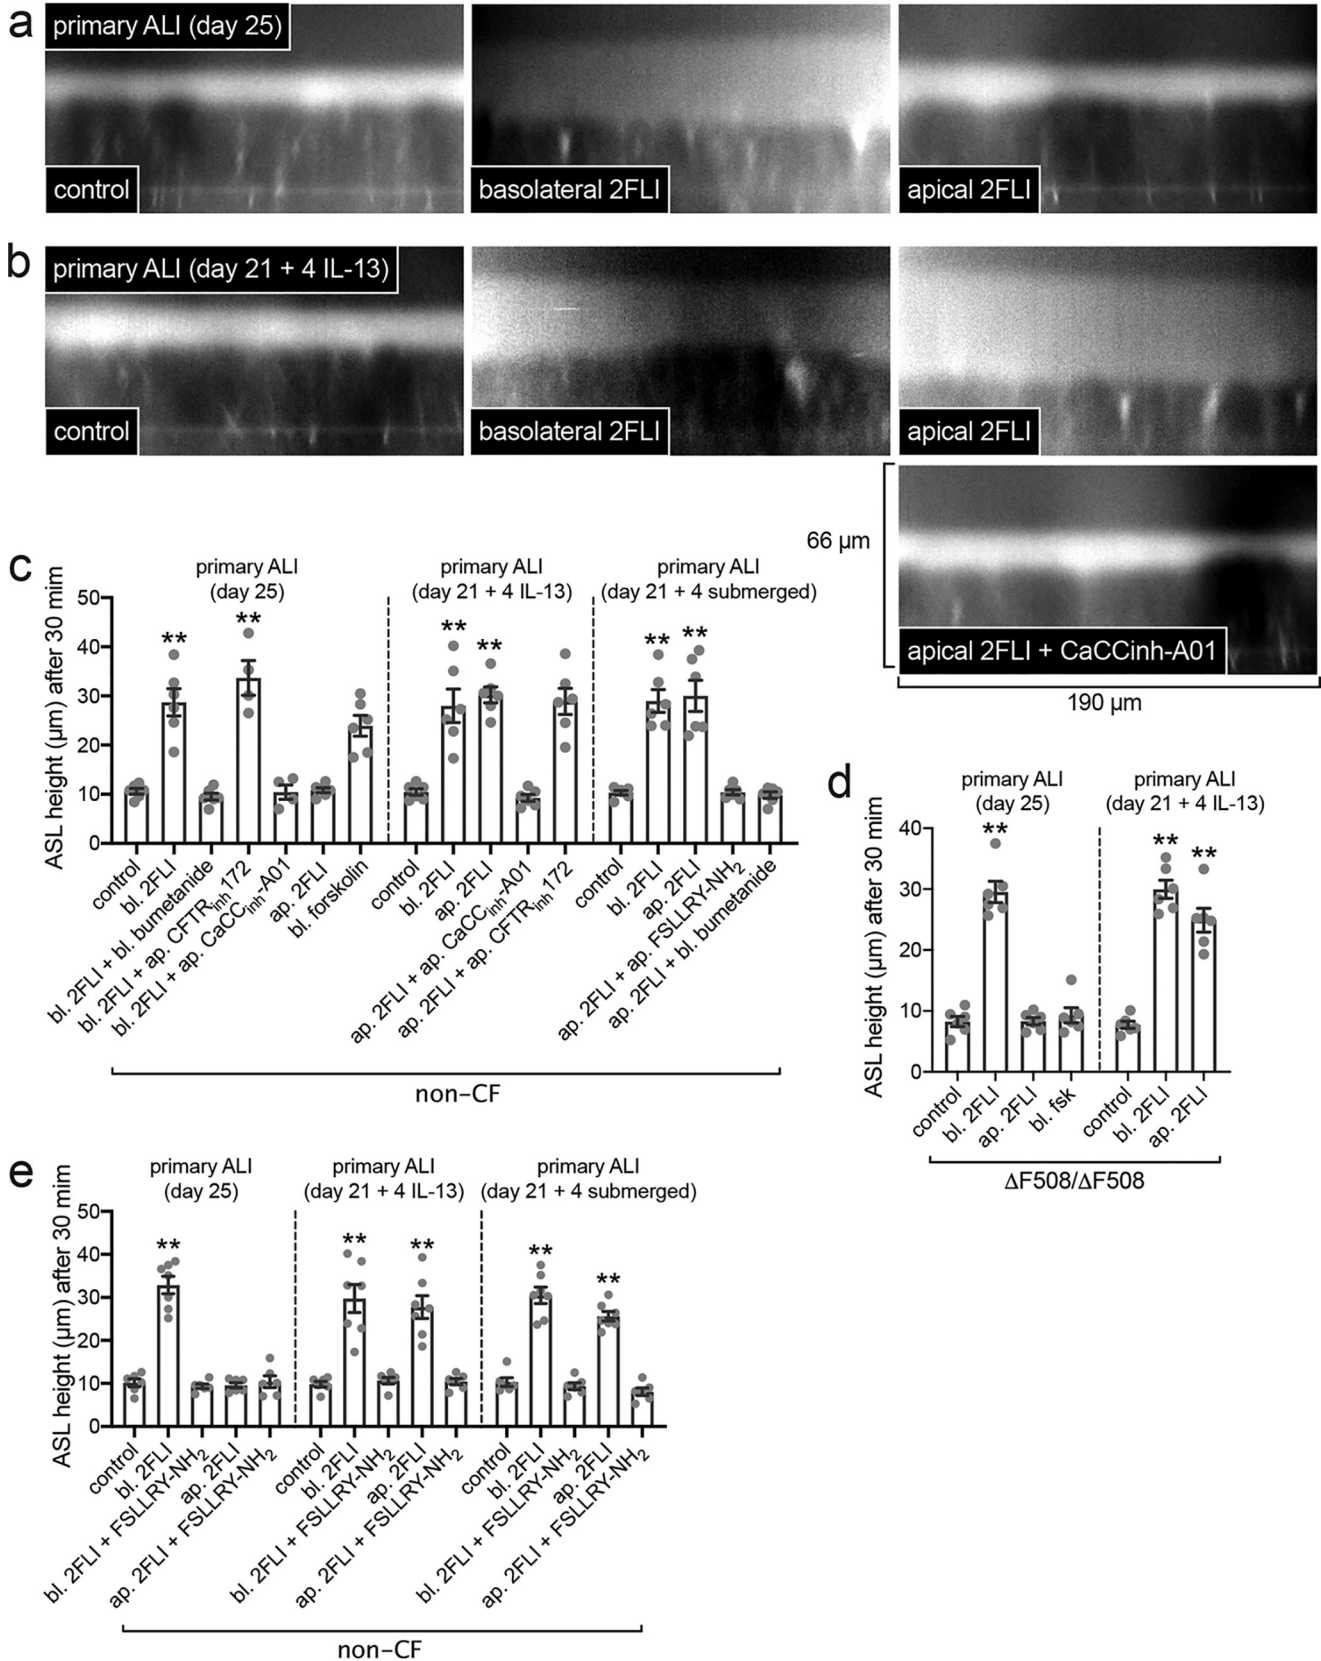 a
primary ALI (day 25)
control
basolateral 2FLI
apical 2FLI
b
primary ALI (day 21 + 4 IL-13)
control
basolateral 2FLI
apical 2FLI
apical 2FLI + CaCCinh-A01
66 µm
190 µm
c
primary ALI
(day 25)
primary ALI
(day 21 + 4 IL-13)
primary ALI
(day 21 + 4 submerged)
ASL height (µm) after 30 mim
50
40
30
20
10
0
** ** ** ** ** **
control
bl. 2FLI
bl. 2FLI + bl. bumetanide
bl. 2FLI + ap. CFTRinh172
bl. 2FLI + ap. CaCCinh-A01
ap. 2FLI
bl. forskolin
control
bl. 2FLI
ap. 2FLI
ap. 2FLI + ap. CaCCinh-A01
ap. 2FLI + ap. CFTRinh172
control
bl. 2FLI
ap. 2FLI
ap. 2FLI + ap. FSLLRY-NH2
ap. 2FLI + bl. bumetanide
non-CF
d
primary ALI
(day 25)
primary ALI
(day 21 + 4 IL-13)
ASL height (µm) after 30 mim
40
30
20
10
0
** ** **
control
bl. 2FLI
ap. 2FLI
bl. fsk
control
bl. 2FLI
ap. 2FLI
ΔF508/ΔF508
e
primary ALI
(day 25)
primary ALI
(day 21 + 4 IL-13)
primary ALI
(day 21 + 4 submerged)
ASL height (µm) after 30 mim
50
40
30
20
10
0
** ** ** ** **
control
bl. 2FLI
bl. 2FLI + FSLLRY-NH2
ap. 2FLI
ap. 2FLI + FSLLRY-NH2
control
bl. 2FLI
bl. 2FLI + FSLLRY-NH2
ap. 2FLI
ap. 2FLI + FSLLRY-NH2
control
bl. 2FLI
bl. 2FLI + FSLLRY-NH2
ap. 2FLI
ap. 2FLI + FSLLRY-NH2
non-CF